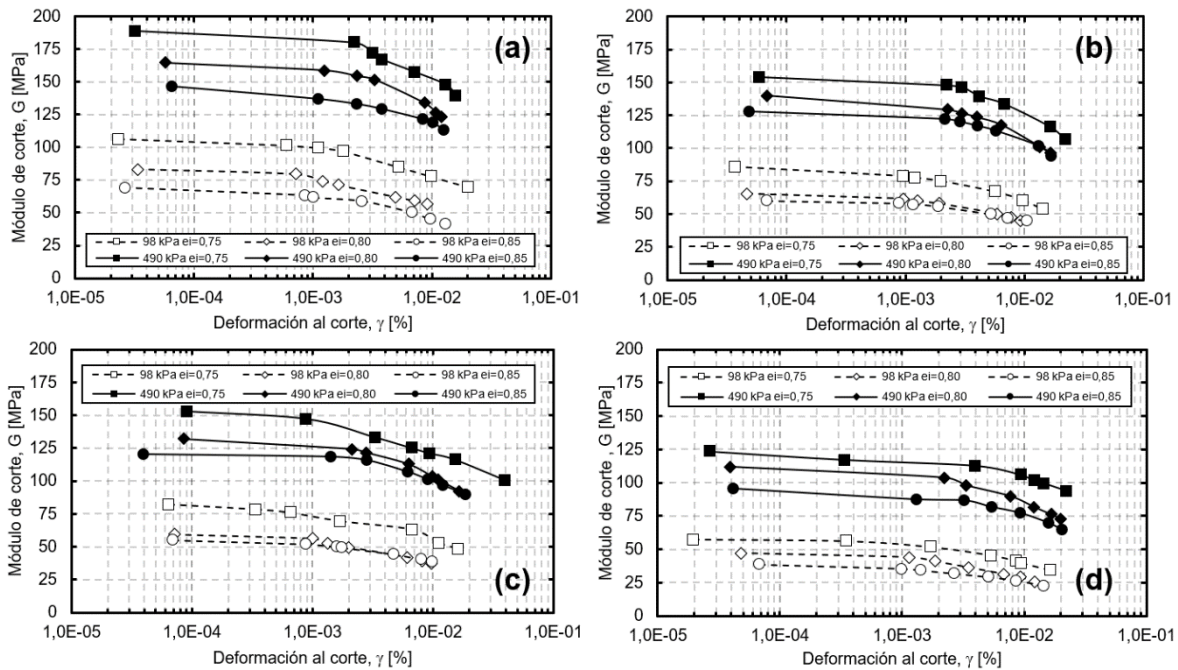 200
175
150
125
100
75
50
25
0
Módulo de corte, G [MPa]
(a)
98 kPa ei=0,75
98 kPa ei=0,80
98 kPa ei=0,85
490 kPa ei=0,75
490 kPa ei=0,80
490 kPa ei=0,85
1,0E-05
1,0E-04
1,0E-03
1,0E-02
1,0E-01
Deformación al corte, γ [%]
200
175
150
125
100
75
50
25
0
Módulo de corte , G [MPa]
(b)
98 kPa ei=0,75
98 kPa ei=0,80
98 kPa ei=0,85
490 kPa ei=0,75
490 kPa ei=0,80
490 kPa ei=0,85
1,0E-05
1,0E-04
1,0E-03
1,0E-02
1,0E-01
Deformación al corte, γ [%]
200
175
150
125
100
75
50
25
0
Módulo de corte , G [MPa]
98 kPa ei=0,75
98 kPa ei=0,80
98 kPa ei=0,85
490 kPa ei=0,75
490 kPa ei=0,80
490 kPa ei=0,85
(c)
1,0E-05
1,0E-04
1,0E-03
1,0E-02
1,0E-01
Deformación al corte, γ [%]
200
175
150
125
100
75
50
25
0
Módulo de corte , G [MPa]
98 kPa ei=0,75
98 kPa ei=0,80
98 kPa ei=0,85
490 kPa ei=0,75
490 kPa ei=0,80
490 kPa ei=0,85
(d)
1,0E-05
1,0E-04
1,0E-03
1,0E-02
1,0E-01
Deformación al corte, γ [%]